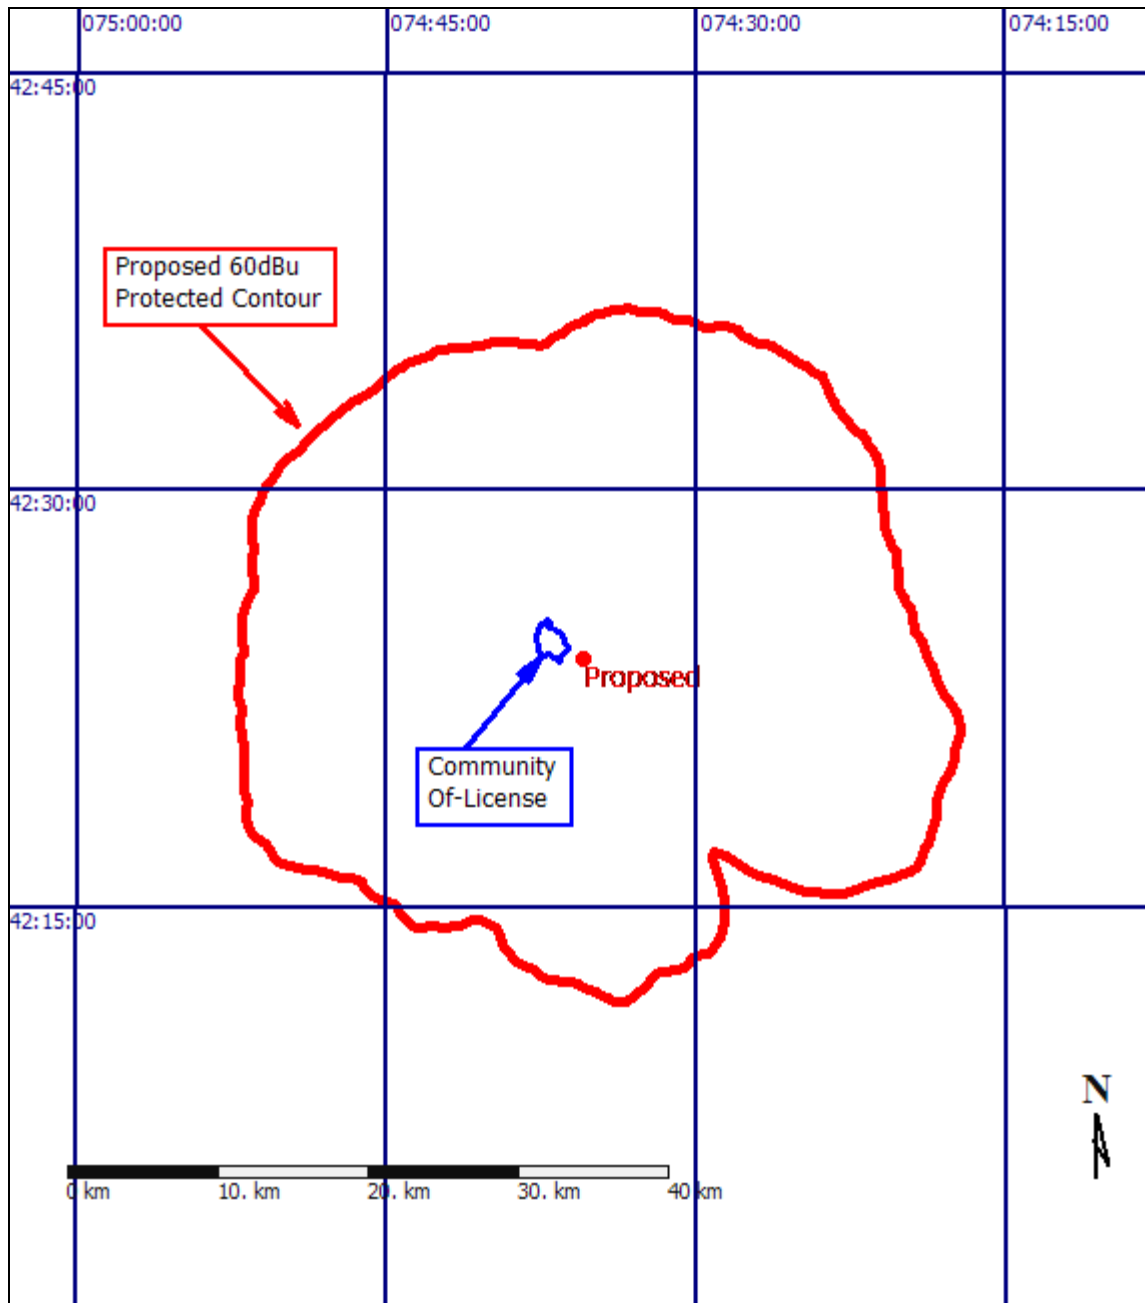 075:00:00
074:45:00
074:30:00
074:15:00
42:45:00
Proposed 60dBu
Protected Contour
42:30:00
Proposed
Community
Of-License
42:15:00
N
0 km
10. km
20. km
30. km
40 km